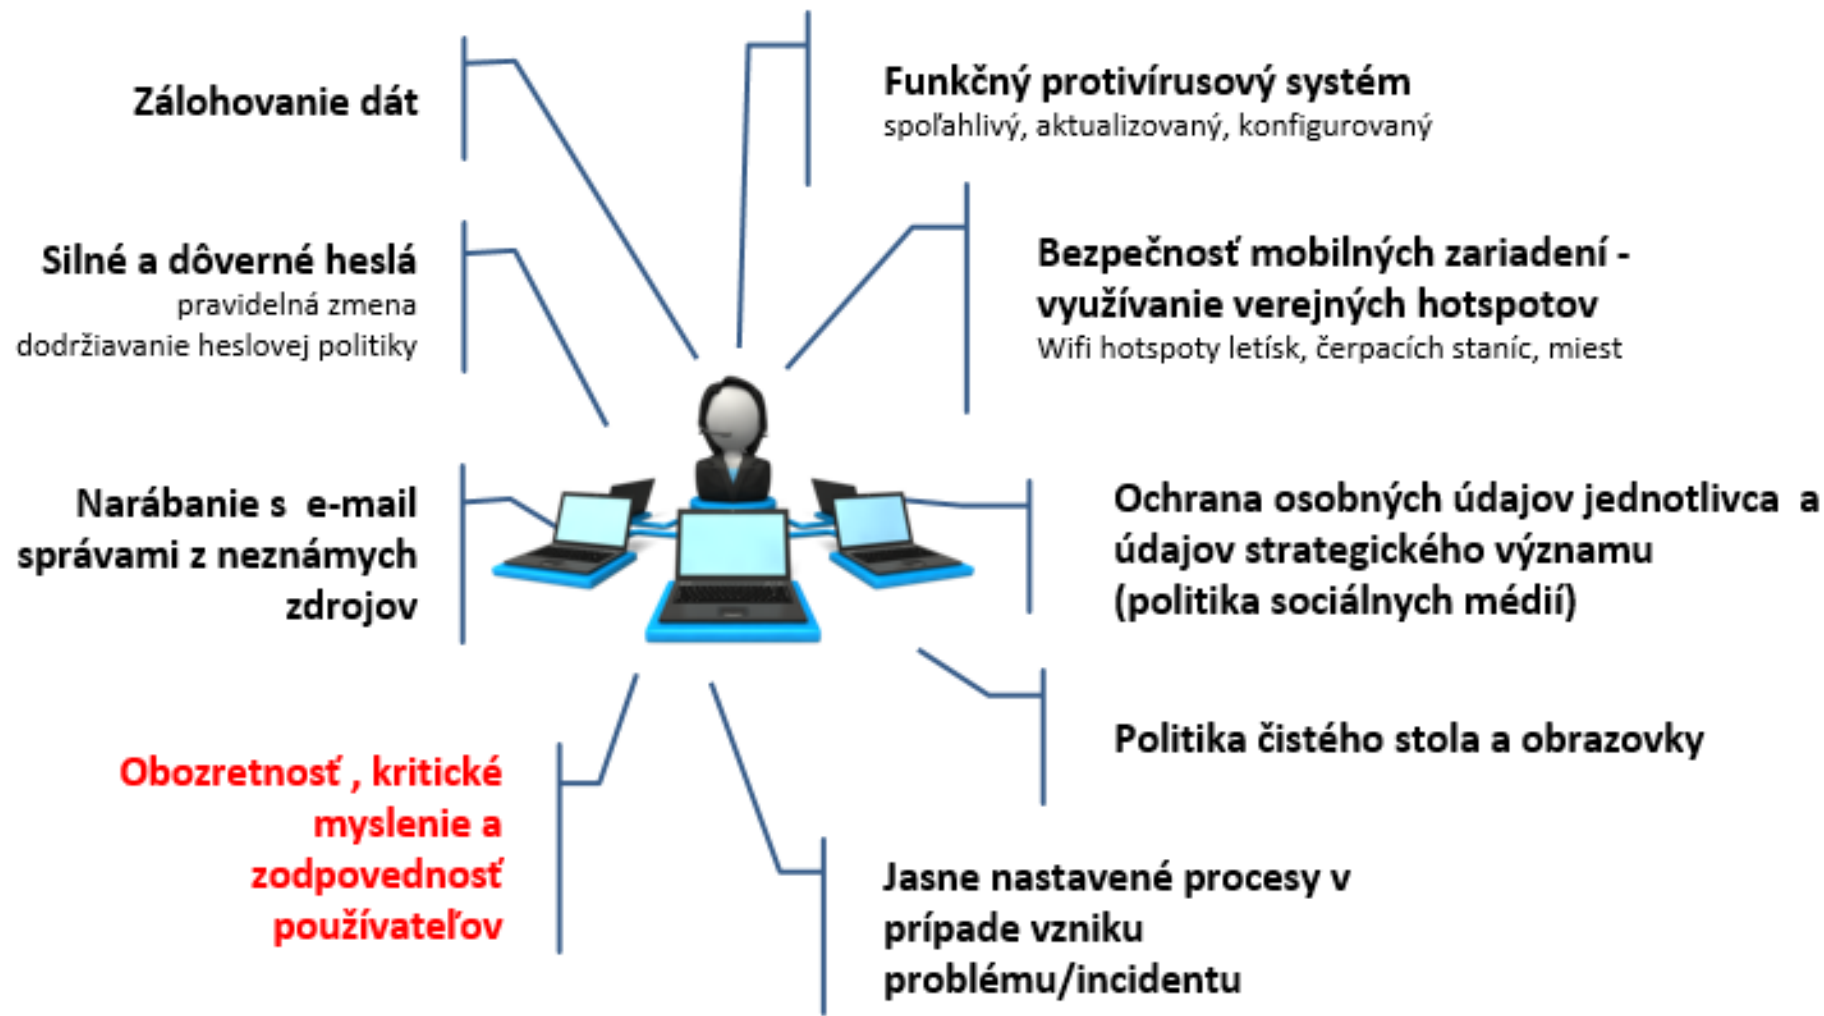 Zálohovanie dát
Silné a dôverné heslá
pravidelná zmena
dodržiavanie heslovej politiky
Narábanie s  e-mail
správami z neznámych
zdrojov
Obozretnosť , kritické
myslenie a
zodpovednosť
používateľov
Funkčný protivírusový systém
spoľahlivý, aktualizovaný, konfigurovaný
Bezpečnosť mobilných zariadení -
využívanie verejných hotspotov
Wifi hotspoty letísk, čerpacích staníc, miest
Ochrana osobných údajov jednotlivca  a
údajov strategického významu
(politika sociálnych médií)
Politika čistého stola a obrazovky
Jasne nastavené procesy v
prípade vzniku
problému/incidentu